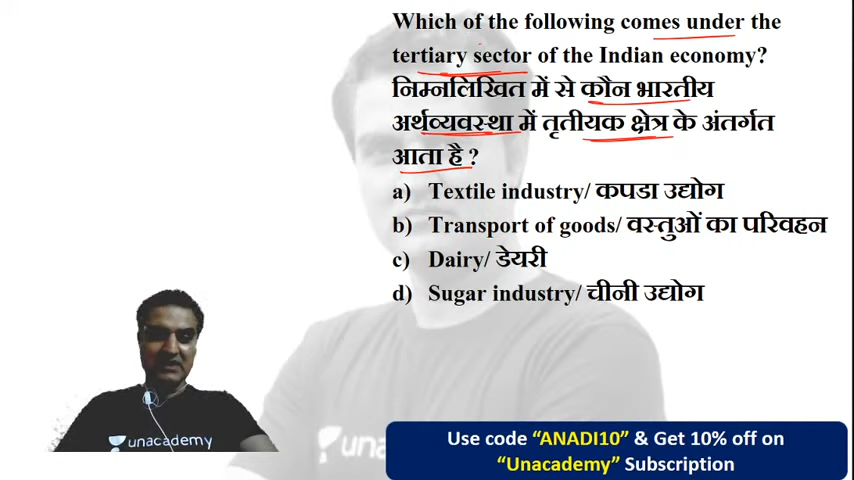 Which of the following comes under the
tertiary sector of the Indian economy?
निम्नलिखित में से कौन भारतीय
अर्थव्यवस्था में तृतीयक क्षेत्र के अंतर्गत
आता है ?
a) Textile industry/ कपडा उद्योग
b) Transport of goods/ वस्तुओं का परिवहन
c) Dairy/ डेयरी
d) Sugar industry/ चीनी उद्योग
unacademy
una
Use code “ANADI10” & Get 10% off on
“Unacademy” Subscription